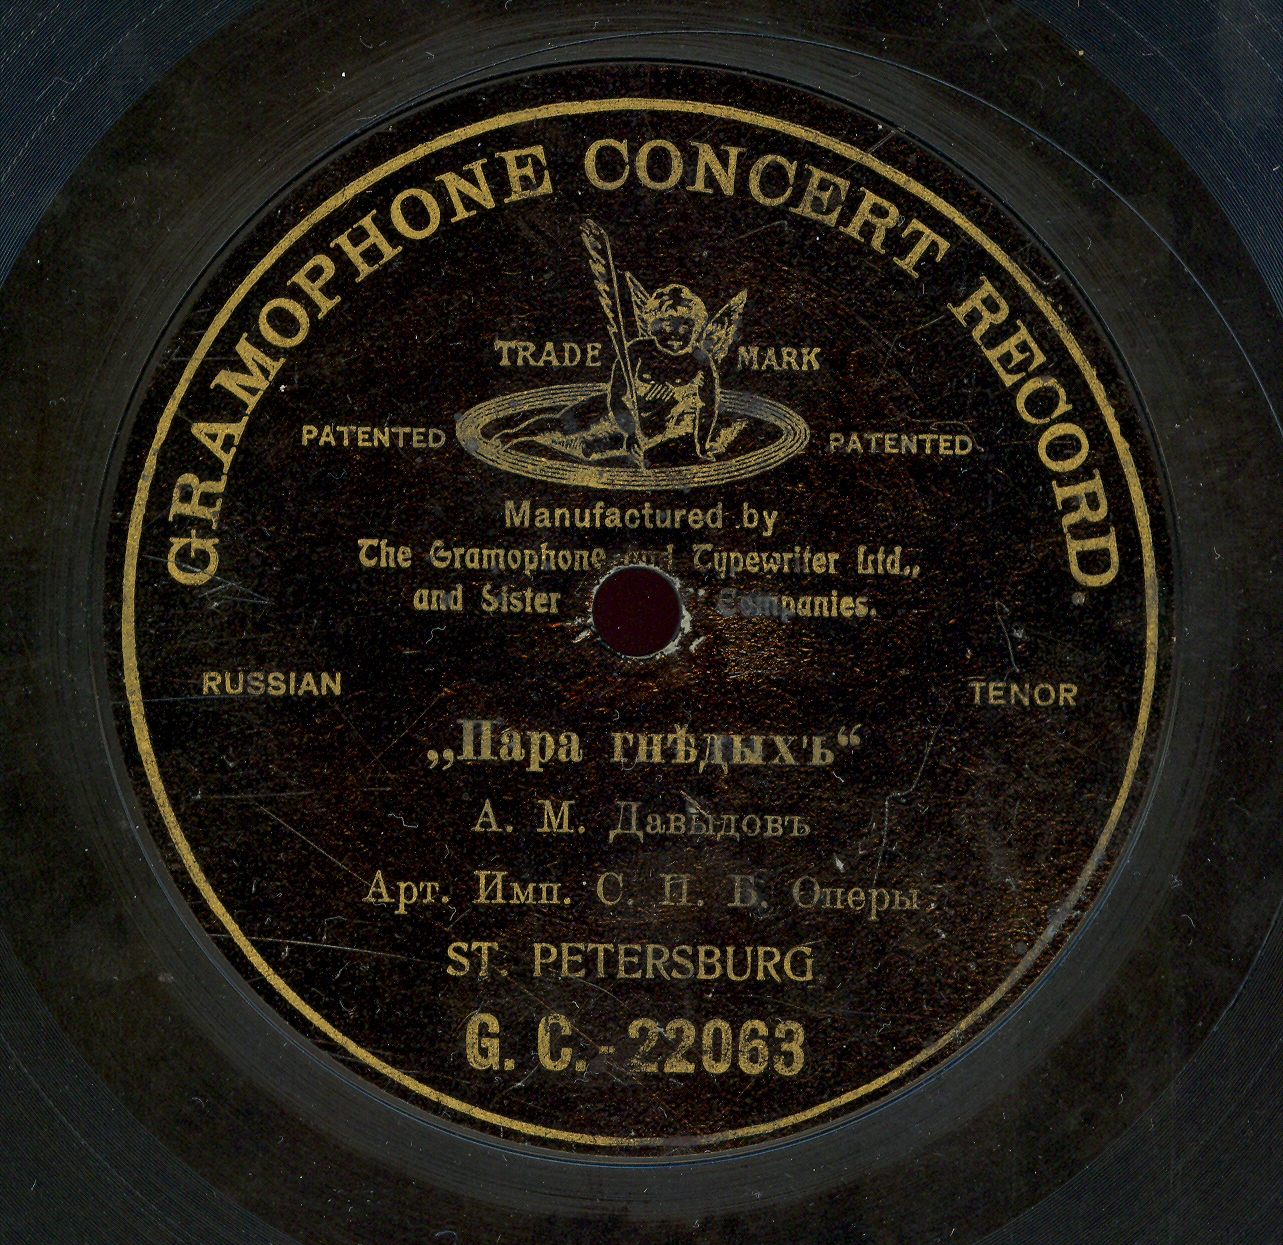 GRAMOPHONE CONCERT RECORD.
TRADE MARK
PATENTED PATENTED
Manufactured by
The Gramophone and Typewriter Ltd.,
and Sister Companies.
RUSSIAN TENOR
„Пара гнѣдыхъ“
А. М. Давыдовъ
Арт. Имп. С. П. Б. Оперы.
ST. PETERSBURG
G. C.-22063